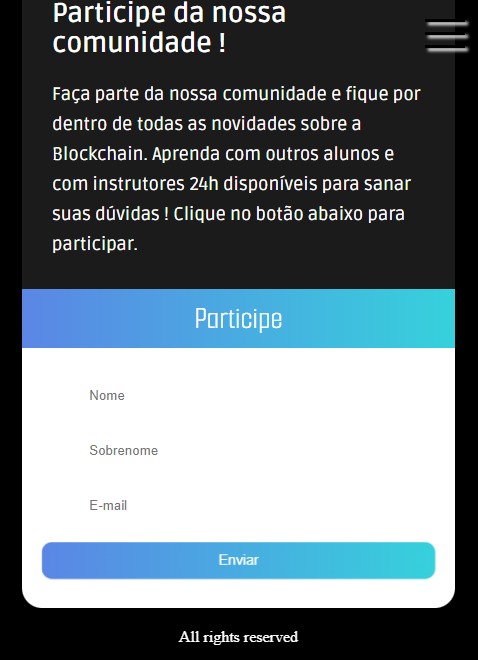 Participe da nossa
comunidade !
Faça parte da nossa comunidade e fique por
dentro de todas as novidades sobre a
Blockchain. Aprenda com outros alunos e
com instrutores 24h disponíveis para sanar
suas dúvidas ! Clique no botão abaixo para
participar.
Participe
Nome
Sobrenome
E-mail
Enviar
All rights reserved